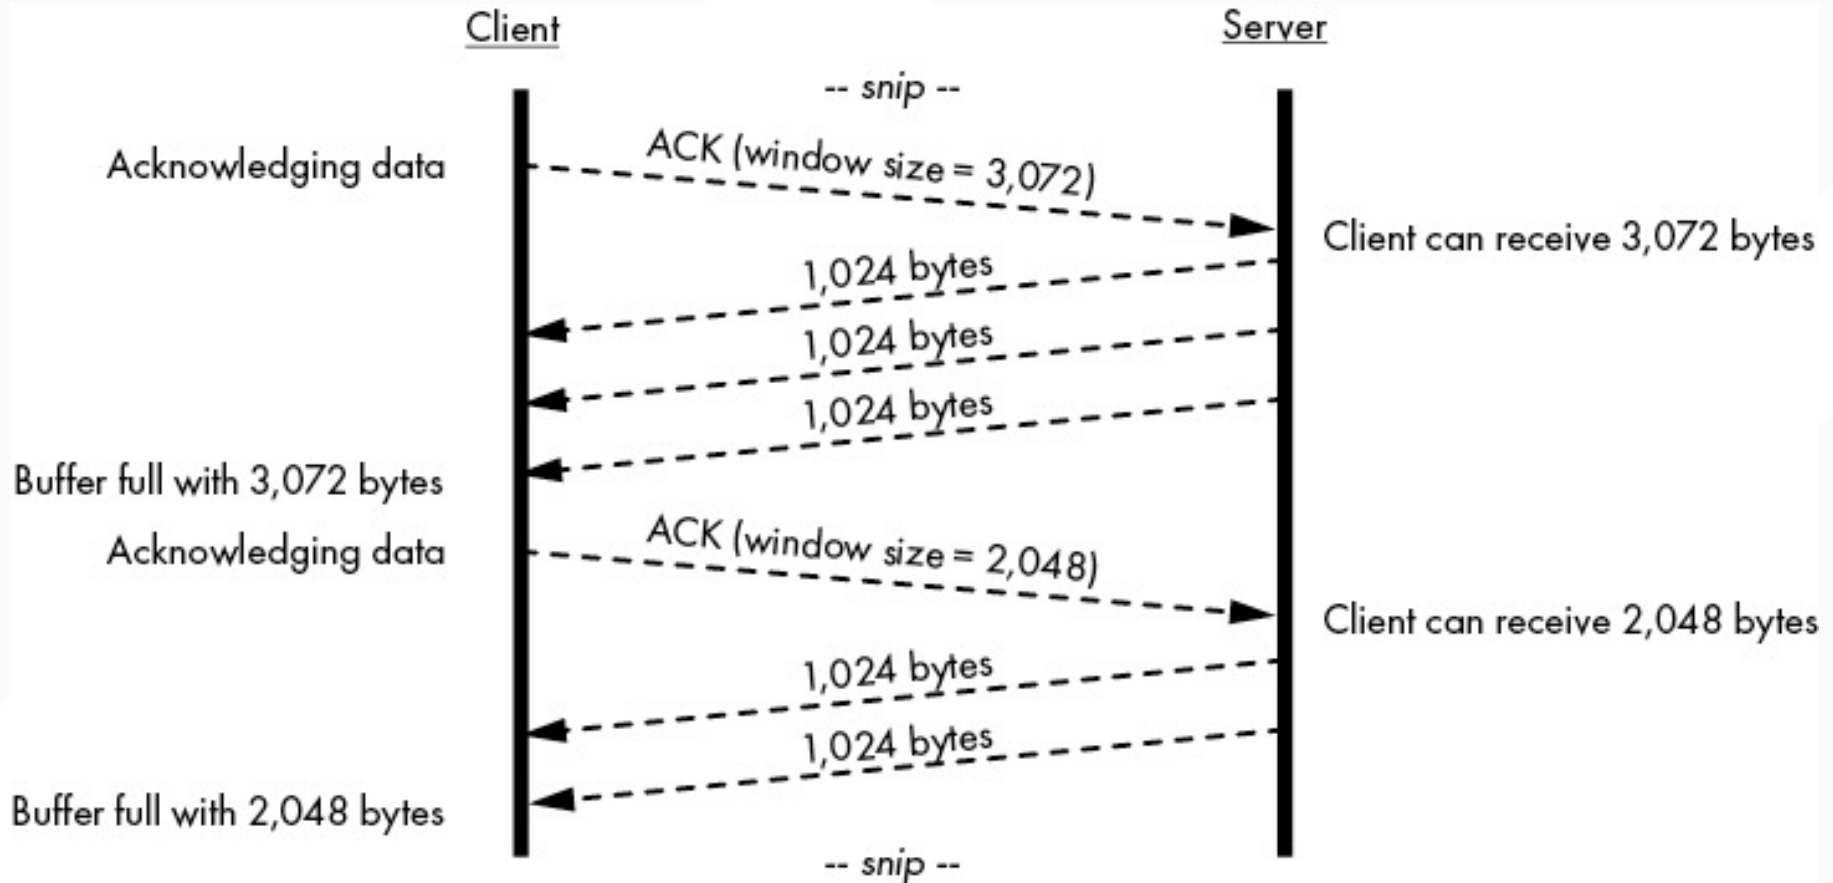 Client
Server
-- snip --
Acknowledging data
ACK (window size = 3,072)
Client can receive 3,072 bytes
1,024 bytes
1,024 bytes
1,024 bytes
Buffer full with 3,072 bytes
Acknowledging data
ACK (window size = 2,048)
Client can receive 2,048 bytes
1,024 bytes
1,024 bytes
Buffer full with 2,048 bytes
-- snip --